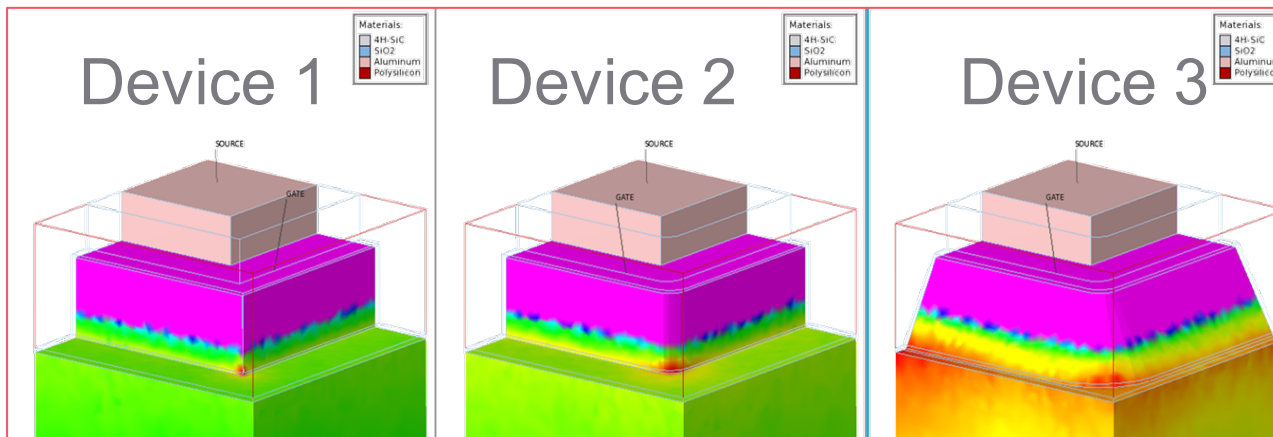 Materials:
4H-SiC
SiO2
Aluminum
Polysilicon
Device 1
SOURCE
GATE
Materials:
4H-SiC
SiO2
Aluminum
Polysilicon
Device 2
SOURCE
GATE
Materials:
4H-SiC
SiO2
Aluminum
Polysilicon
Device 3
SOURCE
GATE